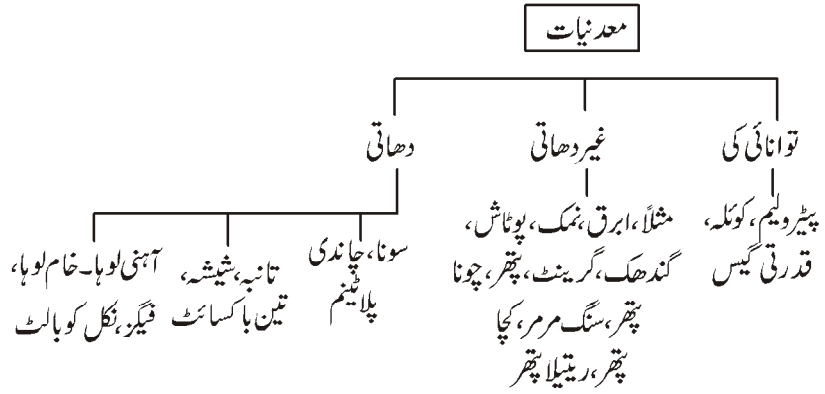 معدنیات
توانائی کی
غیر دھاتی
دھاتی
پیٹرولیم، کوئلہ،
قدرتی گیس
مثلاً، ابرق، نمک، پوٹاش،
گندھک، گرینٹ، پتھر، چونا
پتھر، سنگ مرمر، کچا
پتھر، ریتیلا پتھر
سونا، چاندی
پلاٹینم
تانبہ، شیشہ،
تین باکسائٹ
آہنی لوہا۔ خام لوہا،
فیگز، نکل کوبالٹ